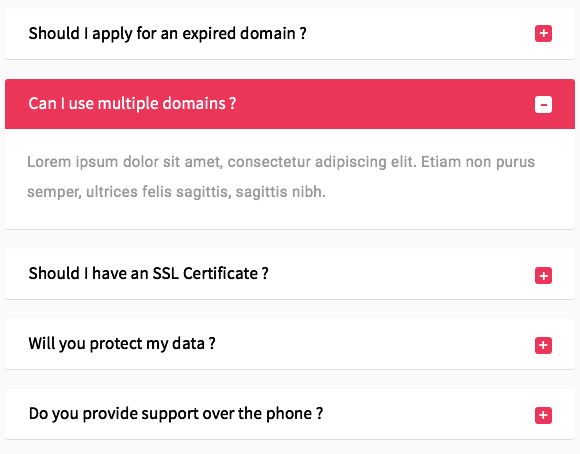 Should I apply for an expired domain ?
Can I use multiple domains ?
Lorem ipsum dolor sit amet, consectetur adipiscing elit. Etiam non purus
semper, ultrices felis sagittis, sagittis nibh.
Should I have an SSL Certificate ?
Will you protect my data ?
Do you provide support over the phone ?